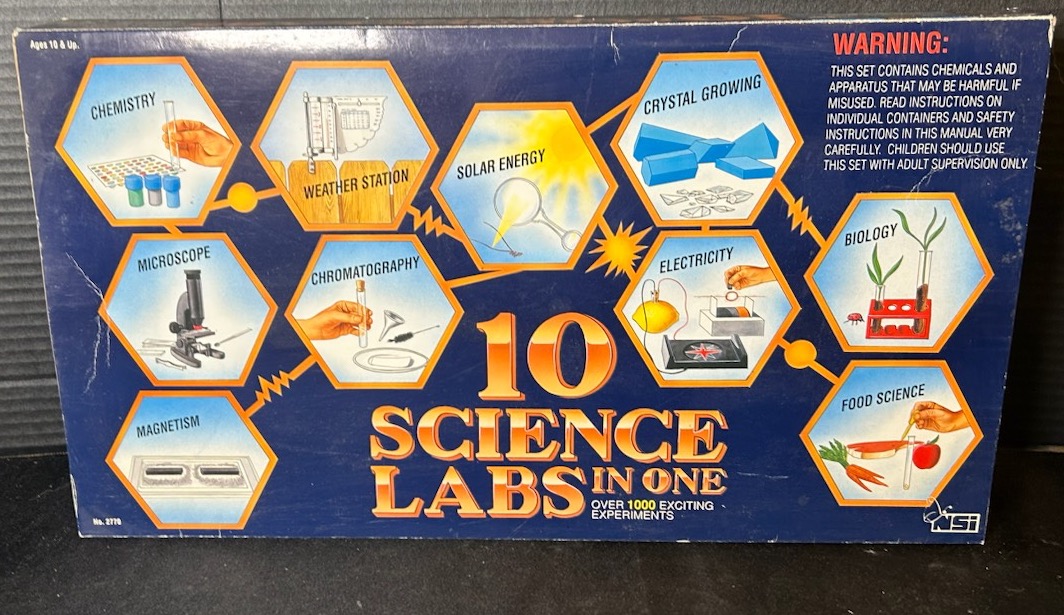 Ages 10 & Up.
WARNING:
THIS SET CONTAINS CHEMICALS AND
APPARATUS THAT MAY BE HARMFUL IF
MISUSED. READ INSTRUCTIONS ON
INDIVIDUAL CONTAINERS AND SAFETY
INSTRUCTIONS IN THIS MANUAL VERY
CAREFULLY. CHILDREN SHOULD USE
THIS SET WITH ADULT SUPERVISION ONLY.
CHEMISTRY
WEATHER STATION
SOLAR ENERGY
CRYSTAL GROWING
MICROSCOPE
CHROMATOGRAPHY
ELECTRICITY
BIOLOGY
MAGNETISM
FOOD SCIENCE
10
SCIENCE
LABS IN ONE
OVER 1000 EXCITING
EXPERIMENTS
No. 2770
NSi